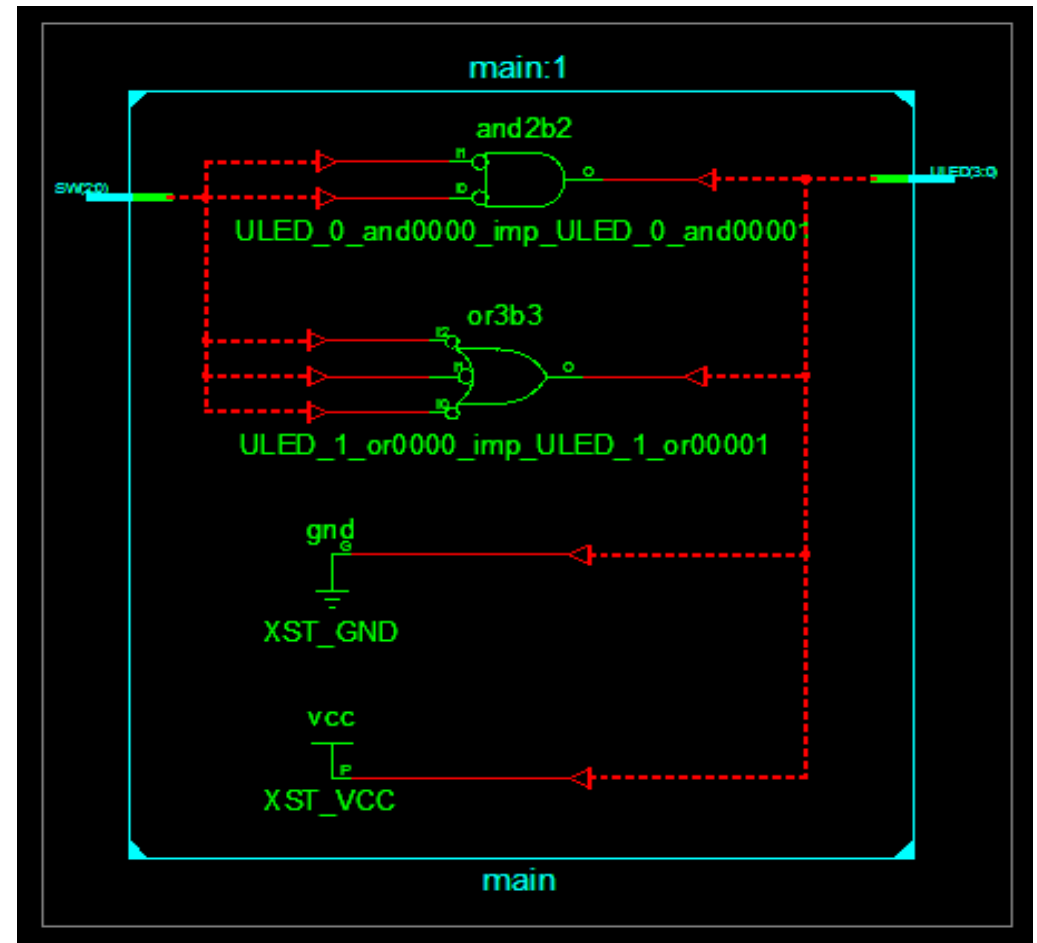 main:1
and2b2
I1
O
SW(2:0)
I0
ULED(3:0)
ULED_0_and0000_imp_ULED_0_and00001
or3b3
I2
I1
O
I0
ULED_1_or0000_imp_ULED_1_or00001
gnd
G
XST_GND
vcc
P
XST_VCC
main